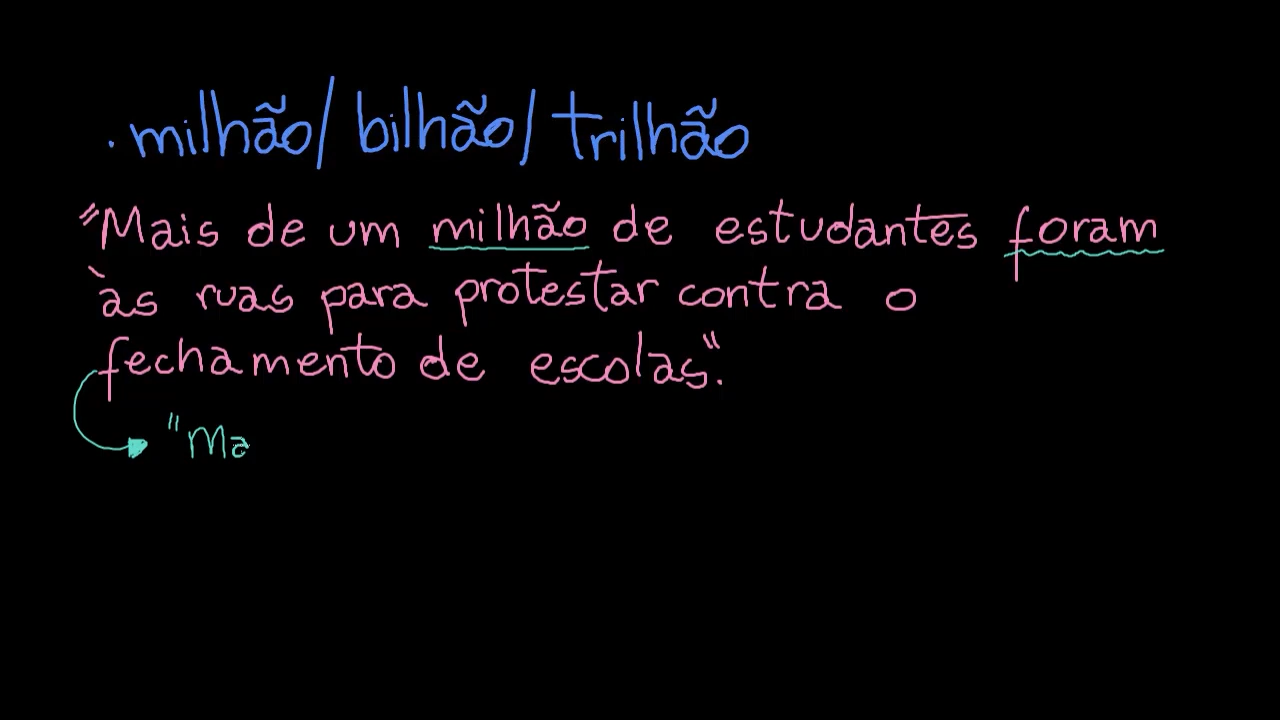 . milhão/ bilhão/ trilhão
"Mais de um milhão de estudantes foram
às ruas para protestar contra o
fechamento de escolas".
"Ma